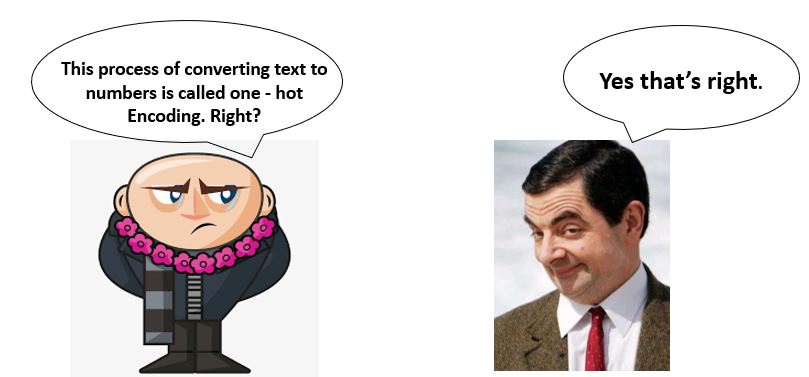 This process of converting text to
numbers is called one - hot
Encoding. Right?
Yes that’s right.